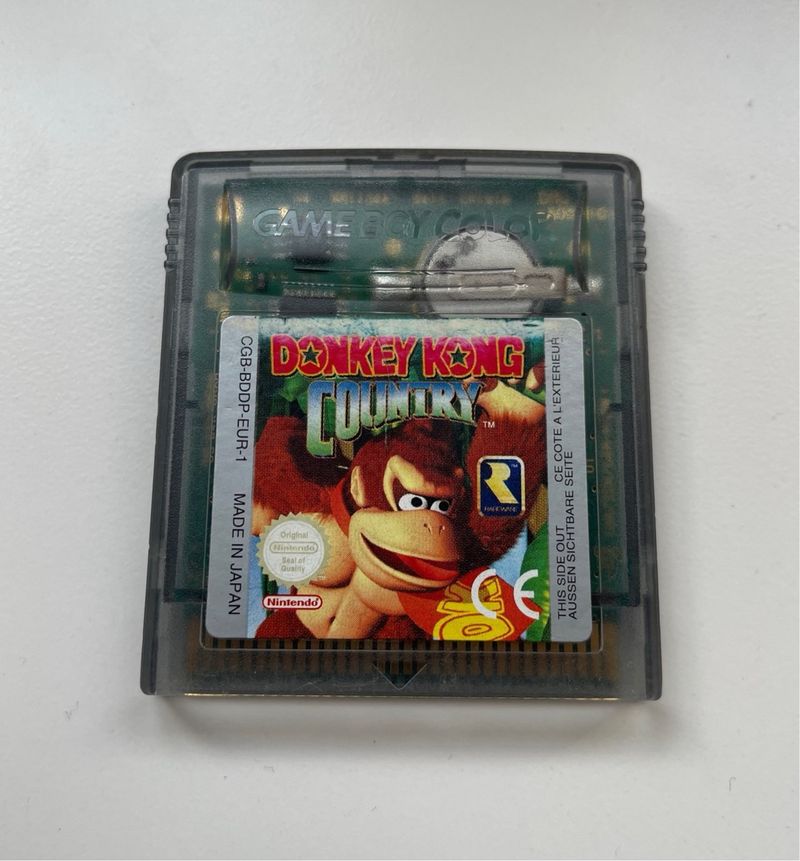 GAME BOY COLOR
DONKEY KONG
COUNTRY
TM
RAREWARE
Original
Nintendo
Seal of
Quality
Nintendo
DK
CE
CGB-BDDP-EUR-1 MADE IN JAPAN
THIS SIDE OUT CE COTE A L'EXTERIEUR
AUSSEN SICHTBARE SEITE